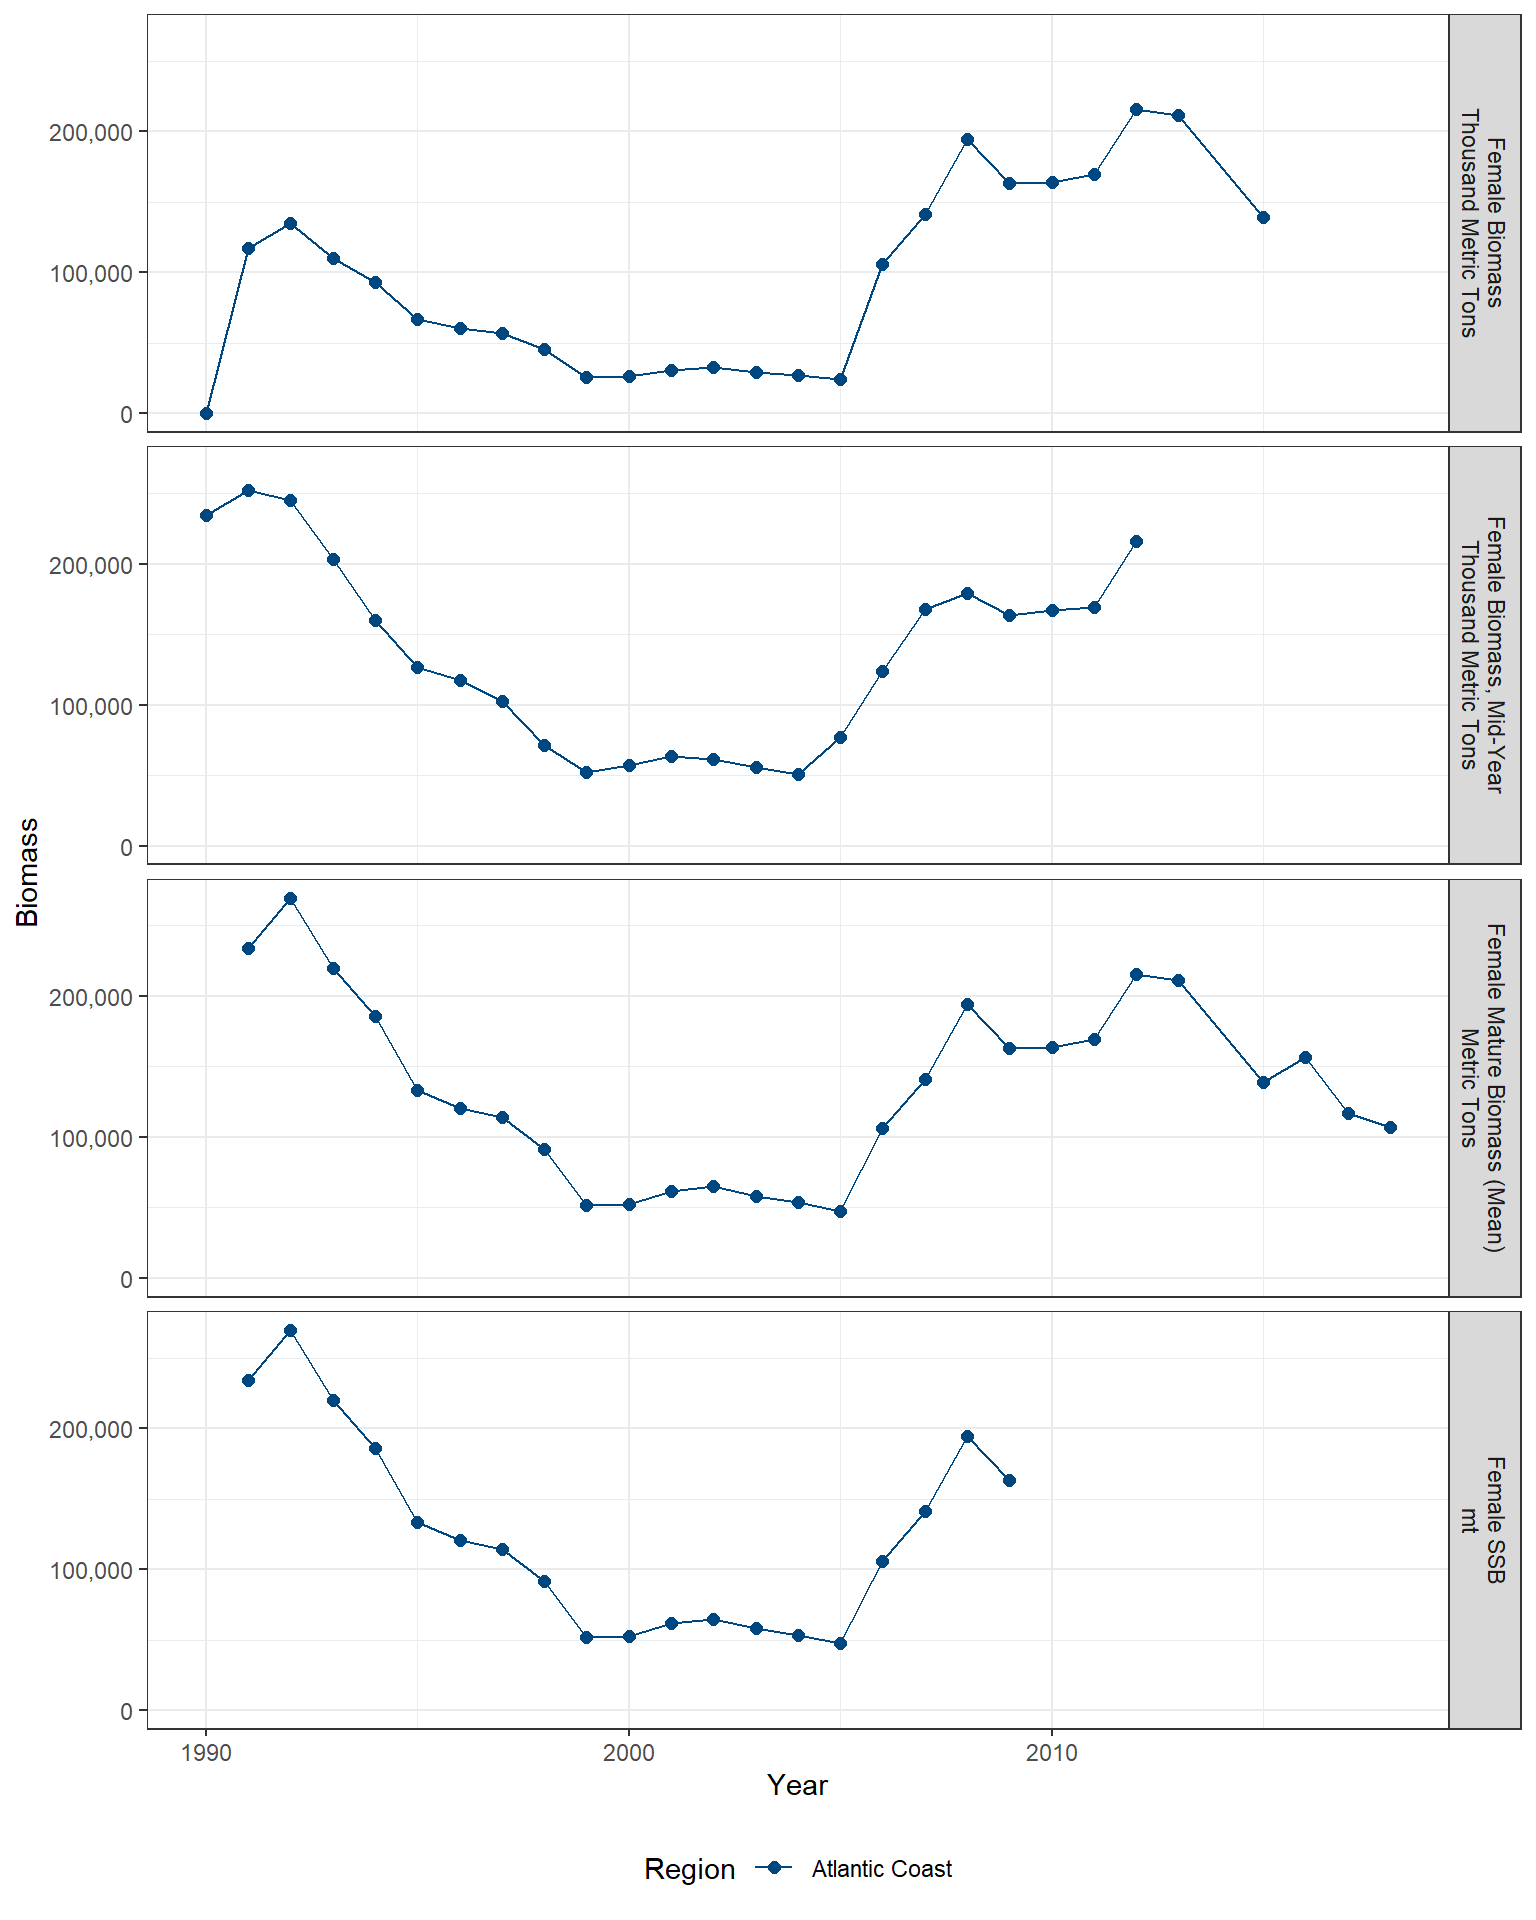 Biomass
200,000
100,000
0
Female Biomass
Thousand Metric Tons
200,000
100,000
0
Female Biomass, Mid-Year
Thousand Metric Tons
200,000
100,000
0
Female Mature Biomass (Mean)
Metric Tons
200,000
100,000
0
Female SSB
mt
1990 2000 2010
Year
Region Atlantic Coast